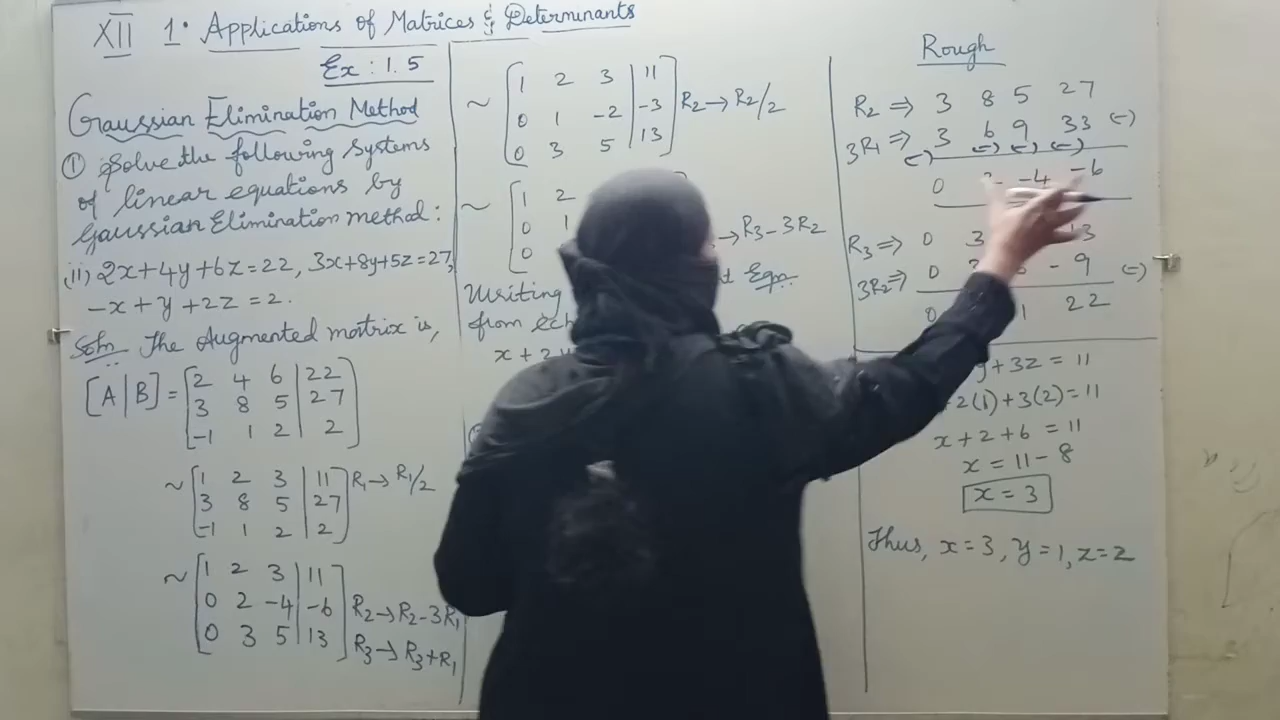 XII 1. Applications of Matrices & Determinants
Ex : 1.5
Gaussian Elimination Method
① Solve the following systems
of linear equations by
Gaussian Elimination method:
(ii) 2x+4y+6z=22, 3x+8y+5z=27,
-x+y+2z=2.
Soln. The Augmented matrix is,
[A|B] = [2 4 6 | 22
3 8 5 | 27
-1 1 2 | 2]
~ [1 2 3 | 11
3 8 5 | 27
-1 1 2 | 2] R₁→R₁/2
~ [1 2 3 | 11
0 2 -4 | -6
0 3 5 | 13] R₂→R₂-3R₁
R₃→R₃+R₁
~ [1 2 3 | 11
0 1 -2 | -3
0 3 5 | 13] R₂→R₂/2
~ [1 2
0 1
0 →R₃-3R₂
Writing Eqn.
from
x+2
Rough
R₂ ⇒ 3 8 5 27
3R₁ ⇒ 3 6 9 33 (-)
(-) (-) (-) (-)
0 -4 -6
R₃ ⇒ 0 3
3R₂ ⇒ 0 -9 (-)
0 22
+3z = 11
2(1)+3(2)=11
x+2+6 = 11
x = 11-8
x = 3
Thus, x=3, y=1, z=2